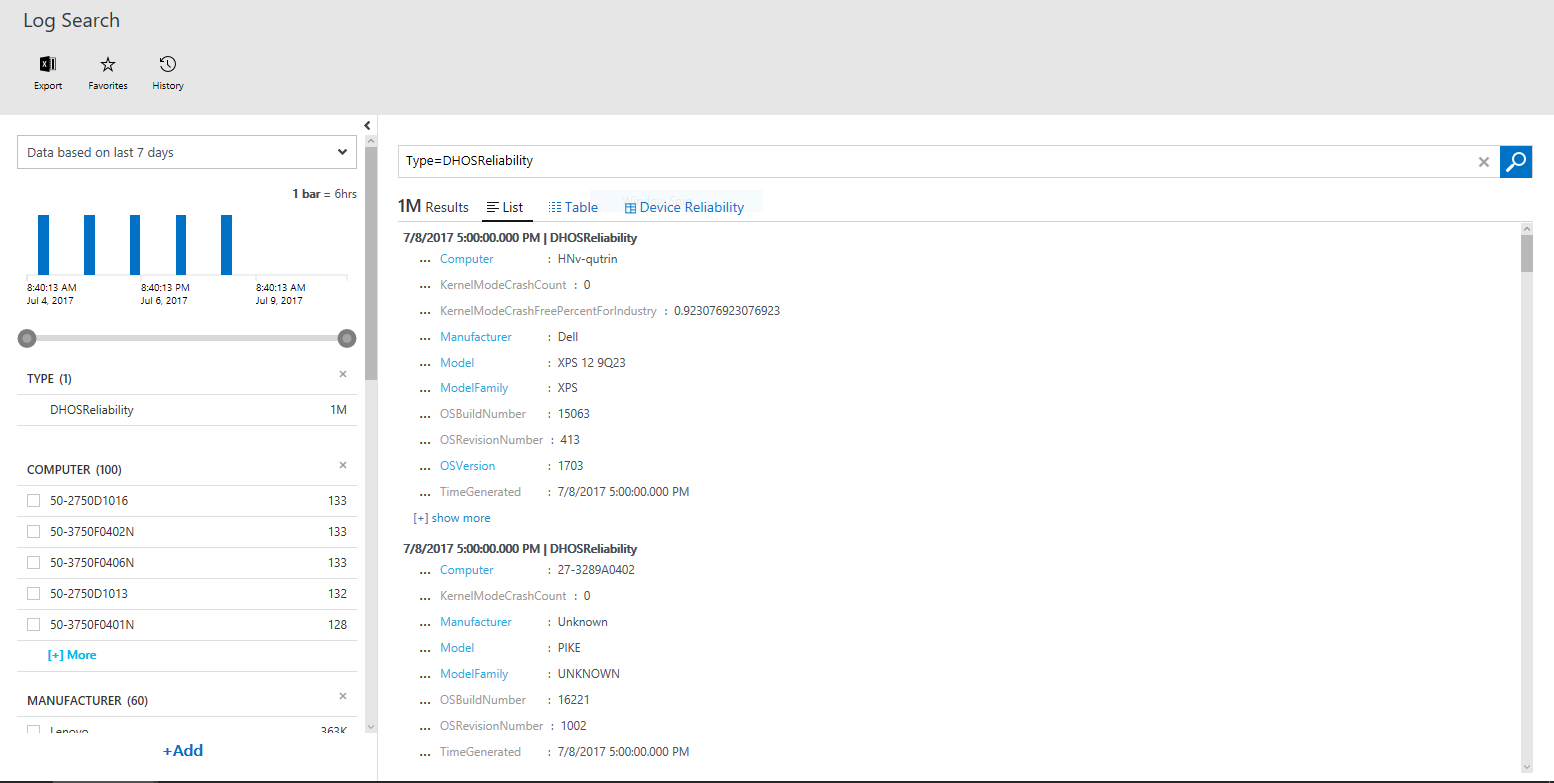 Log Search
Export Favorites History
Data based on last 7 days
1 bar = 6hrs
8:40:13 AM 8:40:13 PM 8:40:13 AM
Jul 4, 2017 Jul 6, 2017 Jul 9, 2017
TYPE (1)
DHOSReliability 1M
COMPUTER (100)
50-2750D1016 133
50-3750F0402N 133
50-3750F0406N 133
50-2750D1013 132
50-3750F0401N 128
[+] More
MANUFACTURER (60)
Lenovo 363K
+Add
Type=DHOSReliability
1M Results List Table Device Reliability
7/8/2017 5:00:00.000 PM | DHOSReliability
... Computer : HNv-qutrin
... KernelModeCrashCount : 0
... KernelModeCrashFreePercentForIndustry : 0.923076923076923
... Manufacturer : Dell
... Model : XPS 12 9Q23
... ModelFamily : XPS
... OSBuildNumber : 15063
... OSRevisionNumber : 413
... OSVersion : 1703
... TimeGenerated : 7/8/2017 5:00:00.000 PM
[+] show more
7/8/2017 5:00:00.000 PM | DHOSReliability
... Computer : 27-3289A0402
... KernelModeCrashCount : 0
... Manufacturer : Unknown
... Model : PIKE
... ModelFamily : UNKNOWN
... OSBuildNumber : 16221
... OSRevisionNumber : 1002
... TimeGenerated : 7/8/2017 5:00:00.000 PM